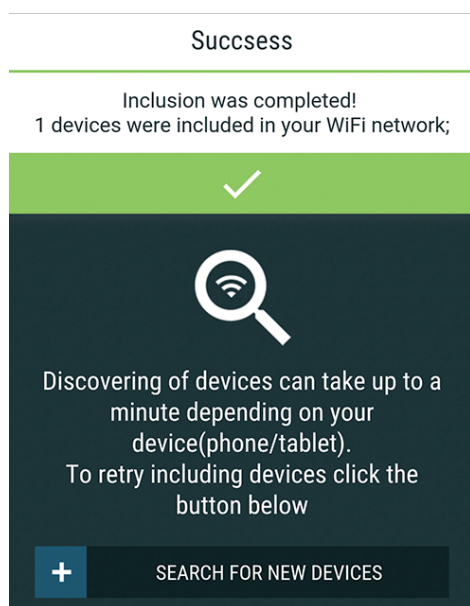 Succsess
Inclusion was completed!
1 devices were included in your WiFi network;
Discovering of devices can take up to a
minute depending on your
device(phone/tablet).
To retry including devices click the
button below
+ SEARCH FOR NEW DEVICES